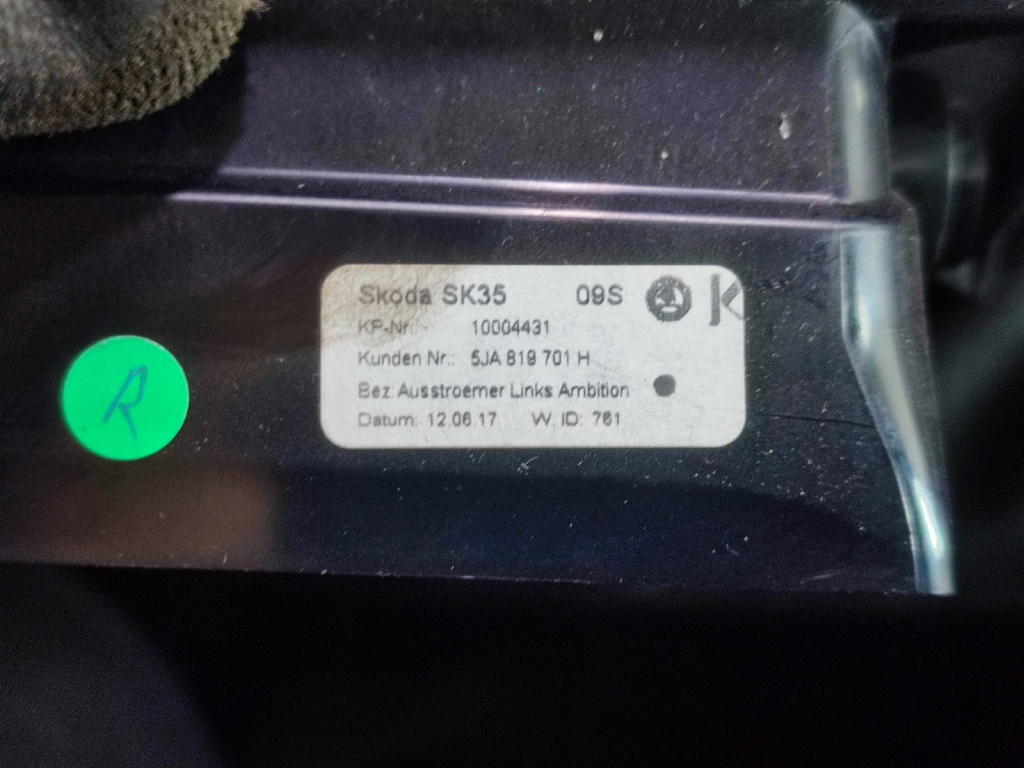 Skoda SK35 09S
KP-Nr.: 10004431
Kunden Nr.: 5JA 819 701 H
Bez: Ausstroemer Links Ambition
Datum: 12.06.17 W. ID: 761
R
K